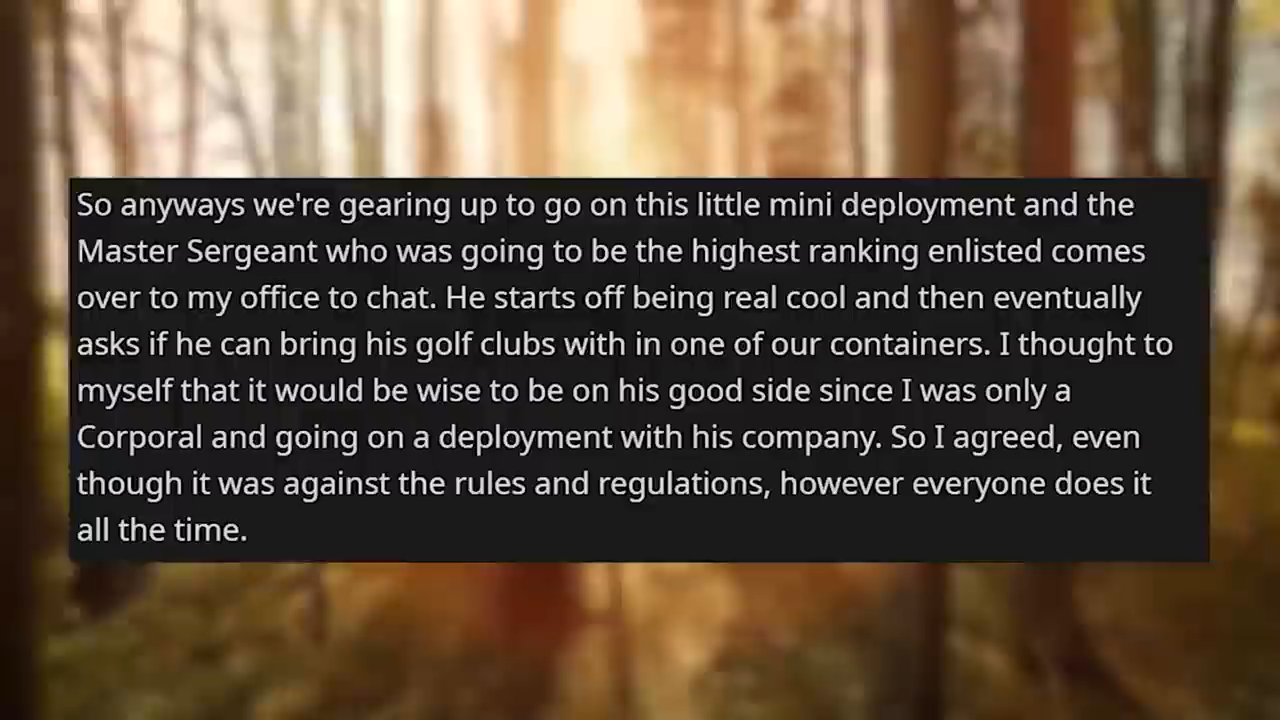 So anyways we're gearing up to go on this little mini deployment and the
Master Sergeant who was going to be the highest ranking enlisted comes
over to my office to chat. He starts off being real cool and then eventually
asks if he can bring his golf clubs with in one of our containers. I thought to
myself that it would be wise to be on his good side since I was only a
Corporal and going on a deployment with his company. So I agreed, even
though it was against the rules and regulations, however everyone does it
all the time.